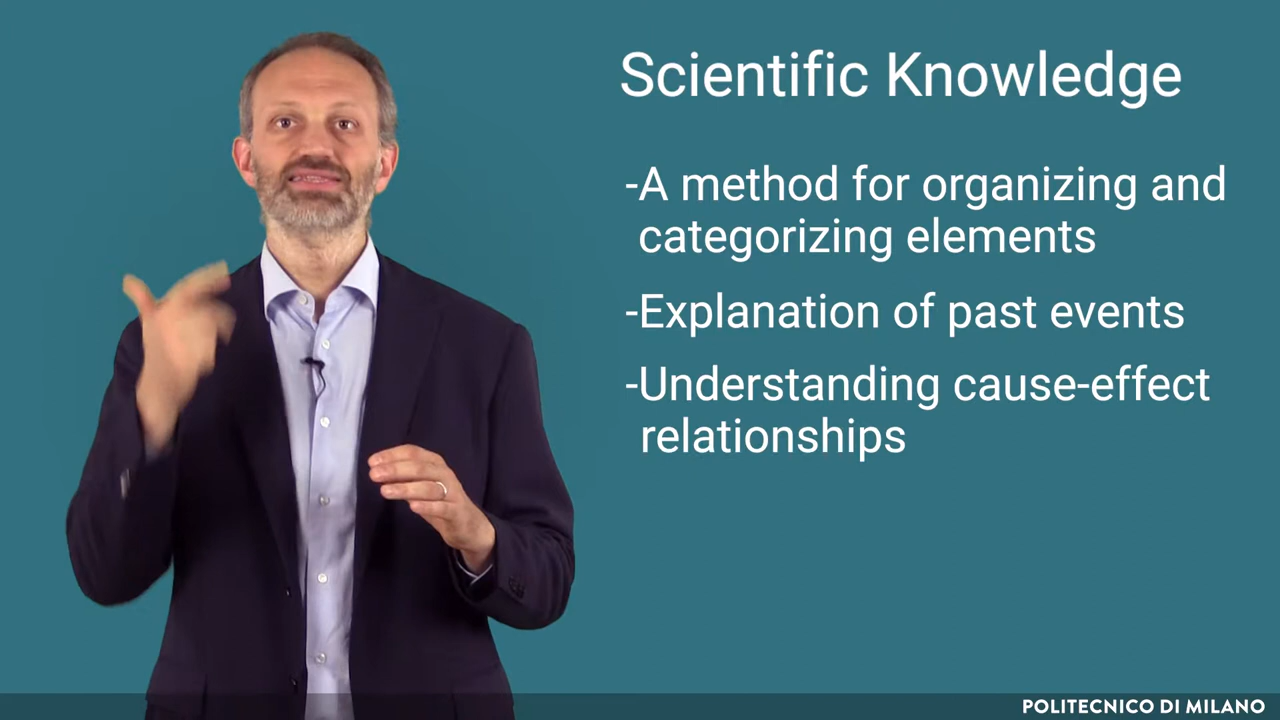 Scientific Knowledge
-A method for organizing and
categorizing elements
-Explanation of past events
-Understanding cause-effect
relationships
POLITECNICO DI MILANO